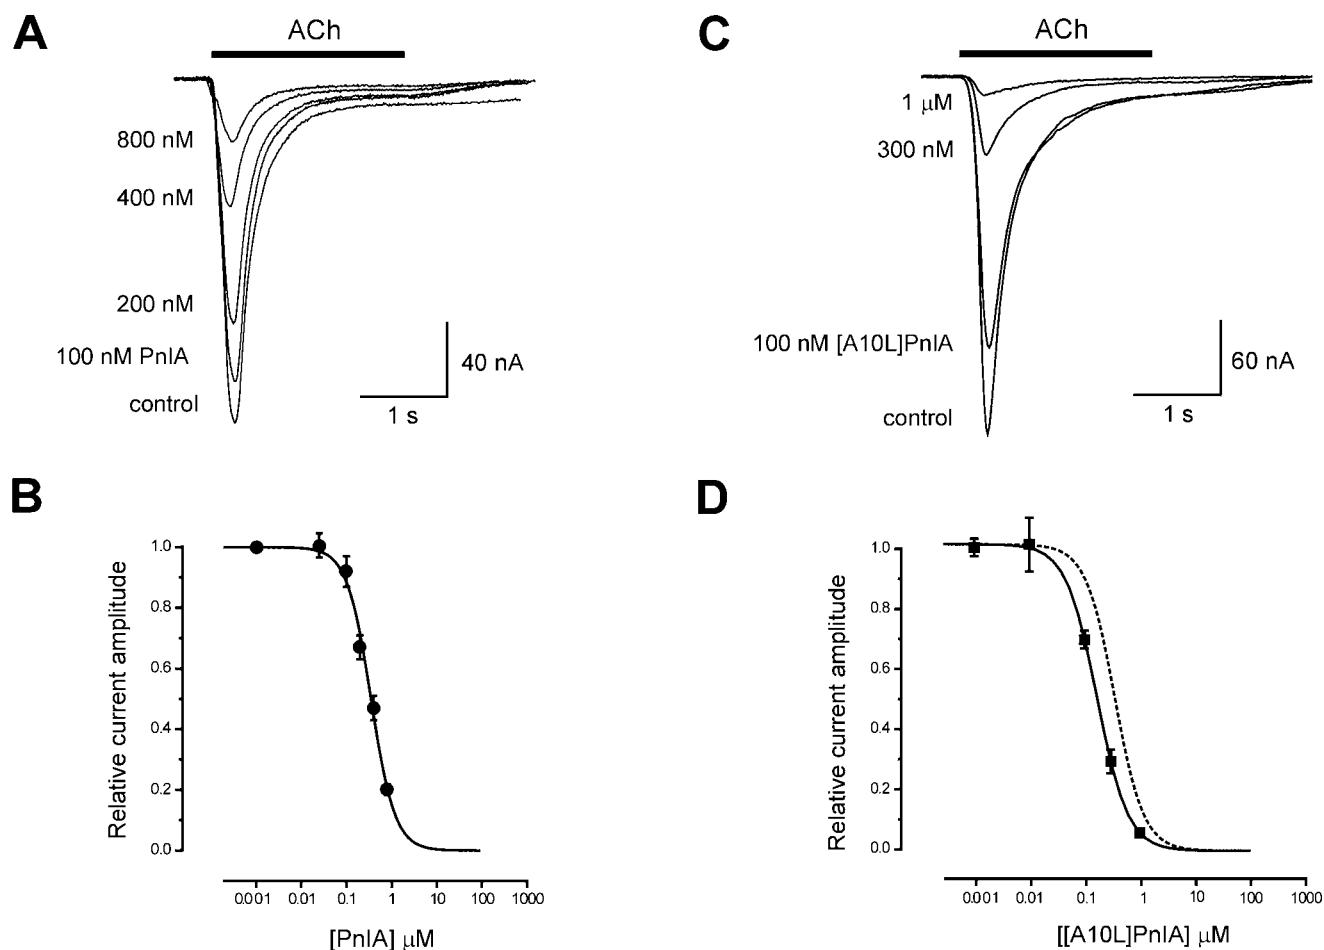 A
ACh
800 nM
400 nM
200 nM
100 nM PnIA
control
40 nA
1 s
C
ACh
1 μM
300 nM
100 nM [A10L]PnIA
control
60 nA
1 s
B
Relative current amplitude
1.0
0.8
0.6
0.4
0.2
0.0
0.001 0.01 0.1 1 10 100 1000
[PnIA] μM
D
Relative current amplitude
1.0
0.8
0.6
0.4
0.2
0.0
0.001 0.01 0.1 1 10 100 1000
[[A10L]PnIA] μM